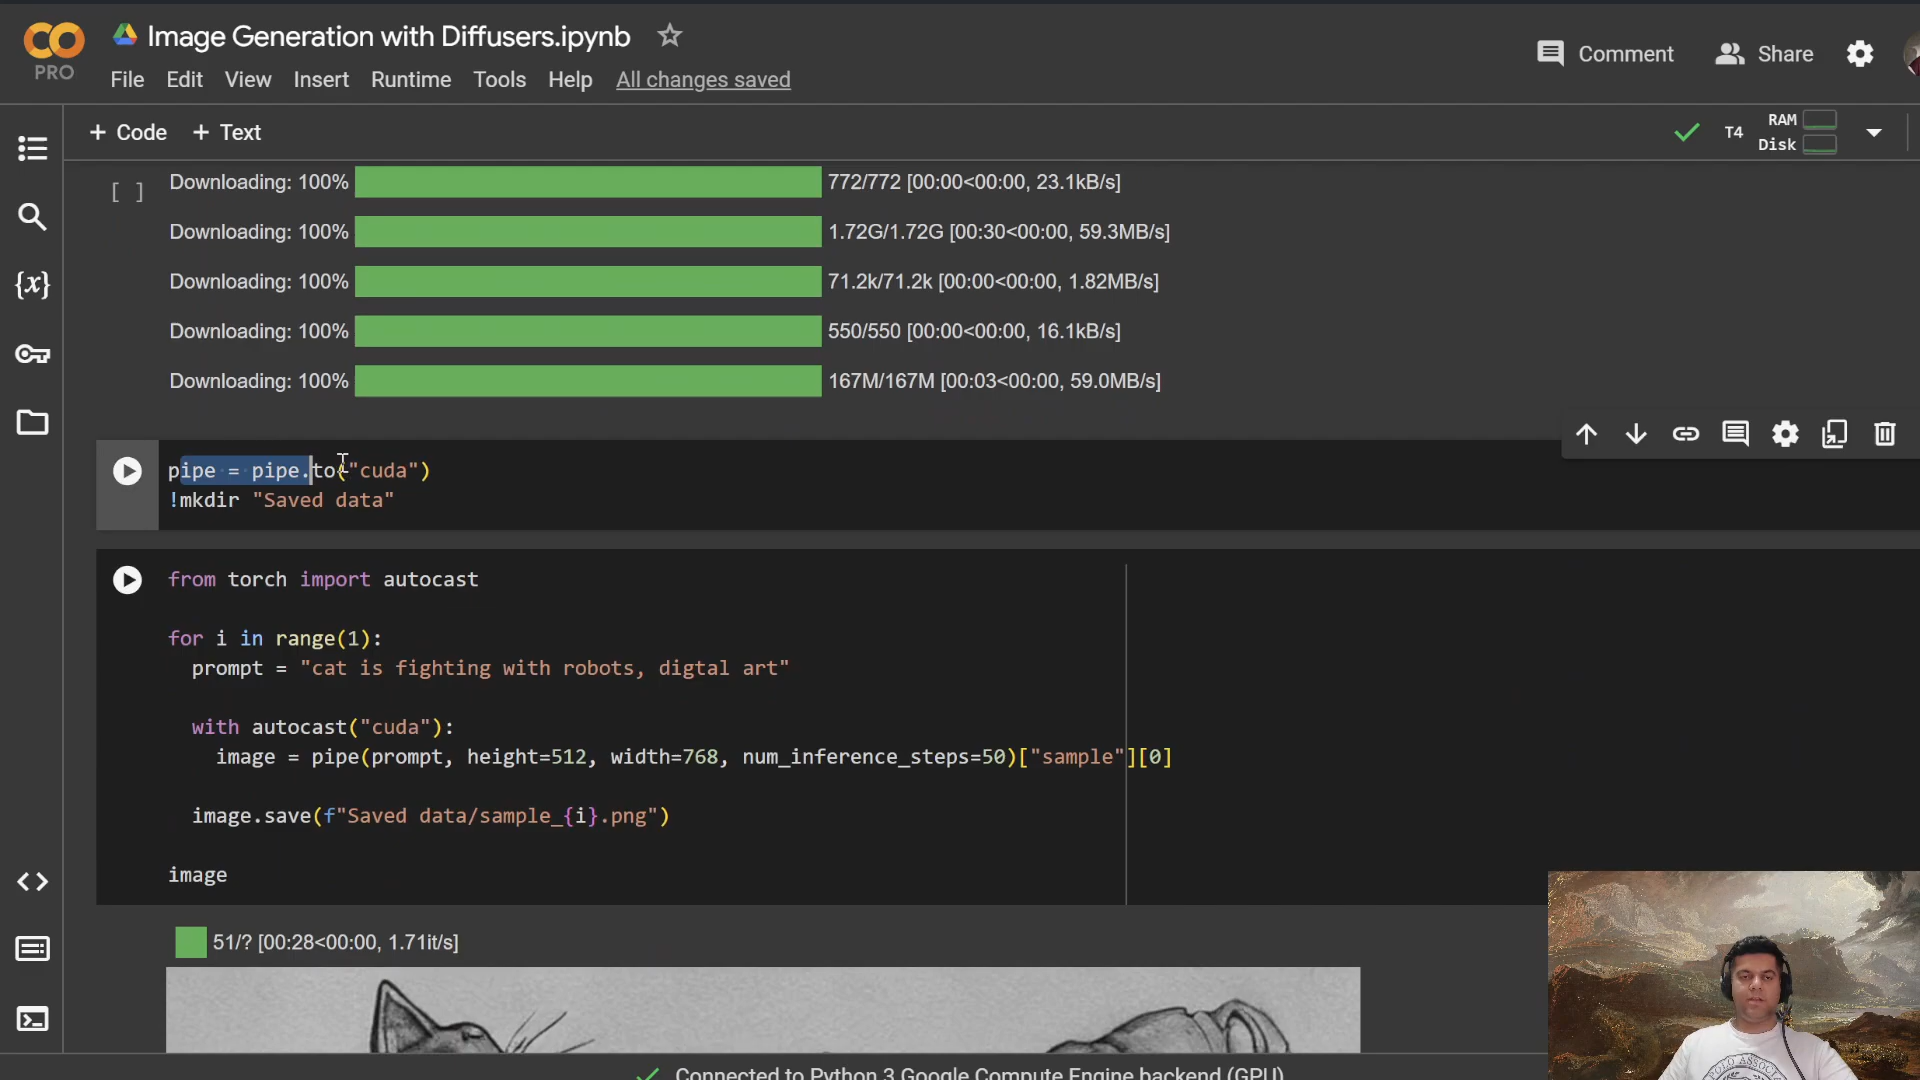 Image Generation with Diffusers.ipynb
PRO
File Edit View Insert Runtime Tools Help All changes saved
Comment Share
+ Code + Text
T4 RAM
Disk
[ ] Downloading: 100% 772/772 [00:00<00:00, 23.1kB/s]
Downloading: 100% 1.72G/1.72G [00:30<00:00, 59.3MB/s]
Downloading: 100% 71.2k/71.2k [00:00<00:00, 1.82MB/s]
Downloading: 100% 550/550 [00:00<00:00, 16.1kB/s]
Downloading: 100% 167M/167M [00:03<00:00, 59.0MB/s]
pipe = pipe.to("cuda")
!mkdir "Saved data"
from torch import autocast
for i in range(1):
prompt = "cat is fighting with robots, digtal art"
with autocast("cuda"):
image = pipe(prompt, height=512, width=768, num_inference_steps=50)["sample"][0]
image.save(f"Saved data/sample_{i}.png")
image
51/? [00:28<00:00, 1.71it/s]
Connected to Python 3 Google Compute Engine backend (GPU)